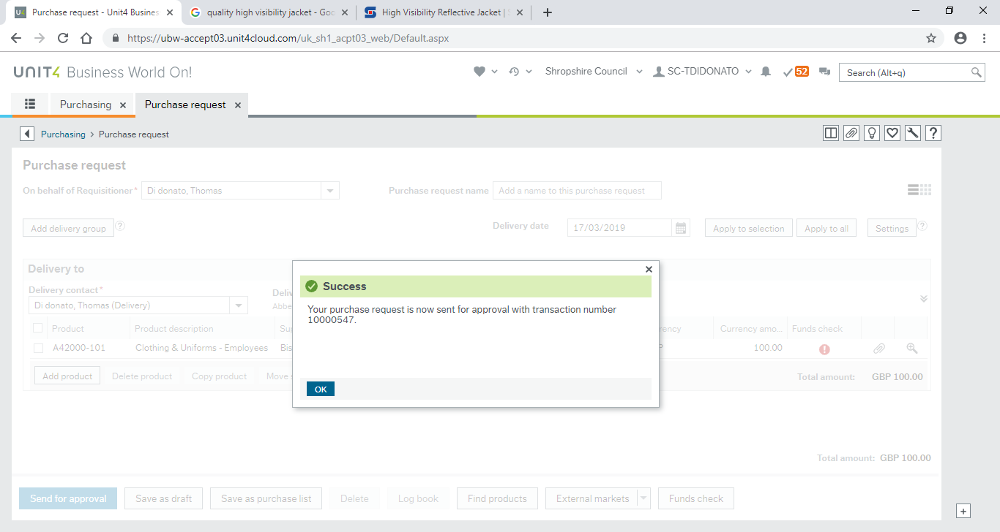 Purchase request - Unit4 Busines
quality high visibility jacket - Goo
High Visibility Reflective Jacket |
https://ubw-accept03.unit4cloud.com/uk_sh1_acpt03_web/Default.aspx
UNIT4 Business World On!
Shropshire Council
SC-TDIDONATO
52
Search (Alt+q)
Purchasing
Purchase request
Purchasing > Purchase request
Purchase request
On behalf of Requisitioner*
Di donato, Thomas
Purchase request name
Add a name to this purchase request
Add delivery group
Delivery date
17/03/2019
Apply to selection
Apply to all
Settings
Delivery to
Delivery contact*
Di donato, Thomas (Delivery)
Product
Product description
Currency amo...
Funds check
A42000-101
Clothing & Uniforms - Employees
100.00
Add product
Delete product
Copy product
Move
Total amount: GBP 100.00
Success
Your purchase request is now sent for approval with transaction number
10000547.
OK
Total amount: GBP 100.00
Send for approval
Save as draft
Save as purchase list
Delete
Log book
Find products
External markets
Funds check